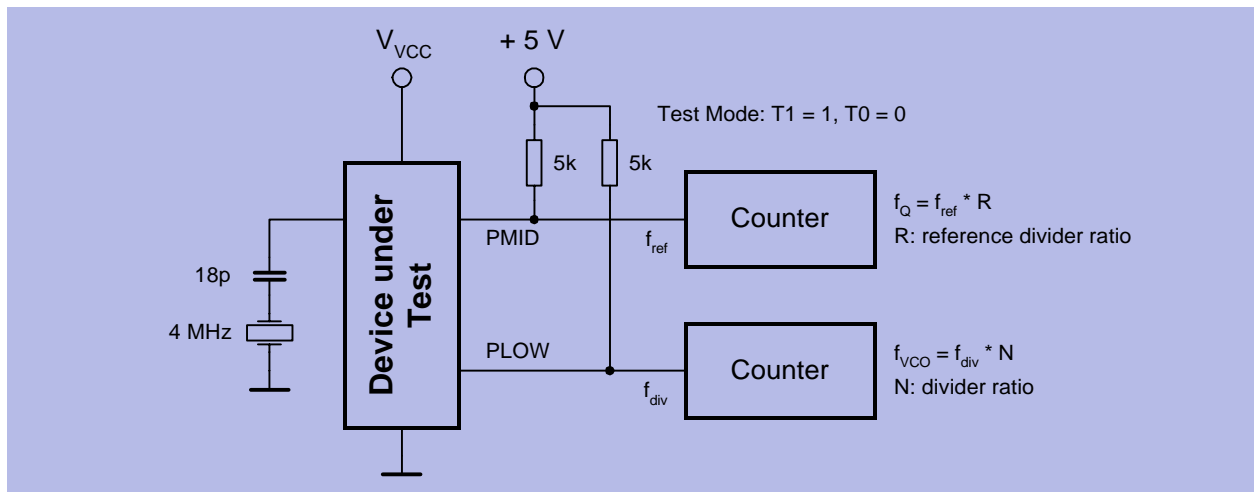 V_VCC
+ 5 V
Test Mode: T1 = 1, T0 = 0
5k
5k
Device under
Test
Counter
f_Q = f_ref * R
R: reference divider ratio
PMID
f_ref
18p
4 MHz
PLOW
f_div
Counter
f_VCO = f_div * N
N: divider ratio